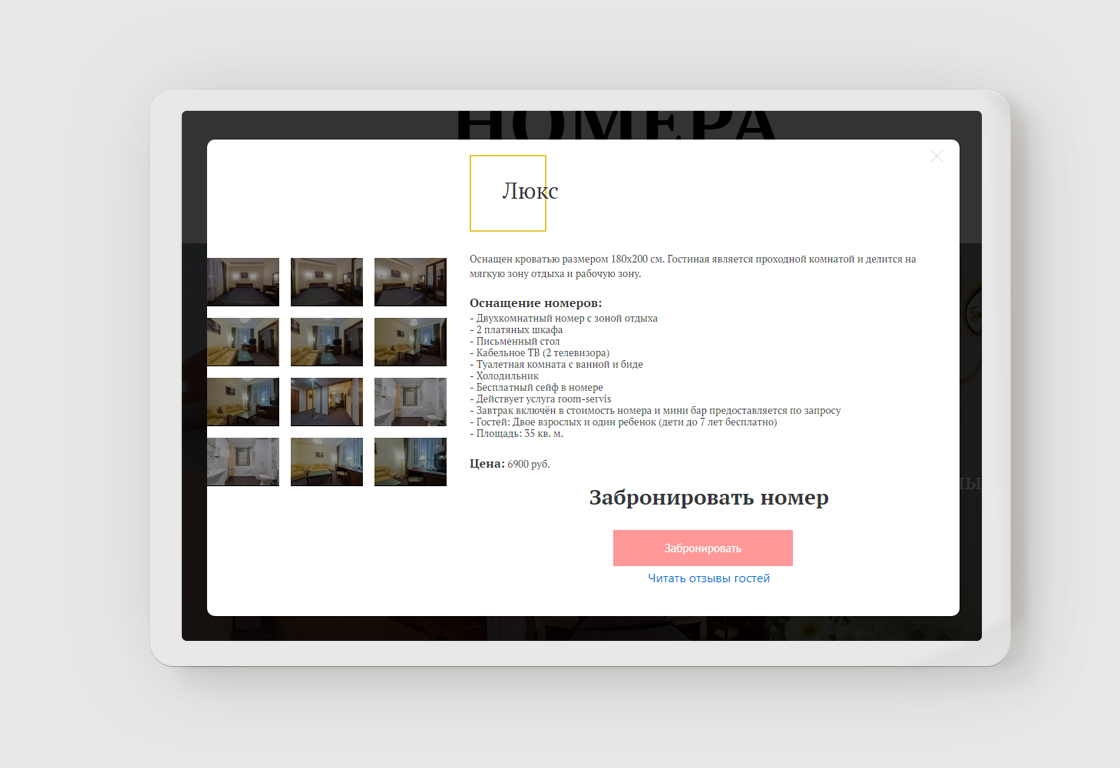 НОМЕРА
Люкс
Оснащен кроватью размером 180х200 см. Гостиная является проходной комнатой и делится на
мягкую зону отдыха и рабочую зону.
Оснащение номеров:
- Двухкомнатный номер с зоной отдыха
- 2 платяных шкафа
- Письменный стол
- Кабельное ТВ (2 телевизора)
- Туалетная комната с ванной и биде
- Холодильник
- Бесплатный сейф в номере
- Действует услуга room-servis
- Завтрак включён в стоимость номера и мини бар предоставляется по запросу
- Гостей: Двое взрослых и один ребенок (дети до 7 лет бесплатно)
- Площадь: 35 кв. м.
Цена: 6900 руб.
Забронировать номер
Забронировать
Читать отзывы гостей